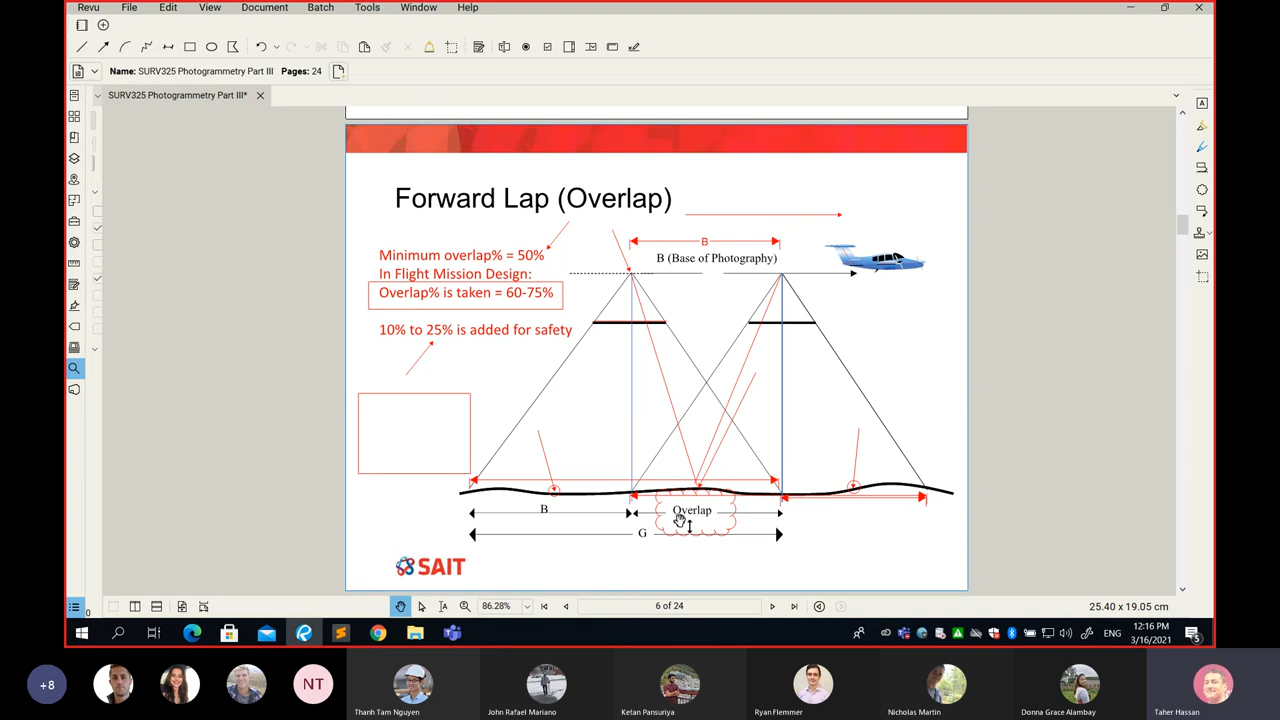 Revu File Edit View Document Batch Tools Window Help
Name: SURV325 Photogrammetry Part III Pages: 24
SURV325 Photogrammetry Part III*
Forward Lap (Overlap)
Minimum overlap% = 50%
In Flight Mission Design:
Overlap% is taken = 60-75%
10% to 25% is added for safety
B
B (Base of Photography)
B
Overlap
G
SAIT
0
86.28%
6 of 24
25.40 x 19.05 cm
ENG
12:16 PM
3/16/2021
5
+8
NT
Thanh Tam Nguyen
John Rafael Mariano
Ketan Pansuriya
Ryan Flemmer
Nicholas Martin
Donna Grace Alambay
Taher Hassan